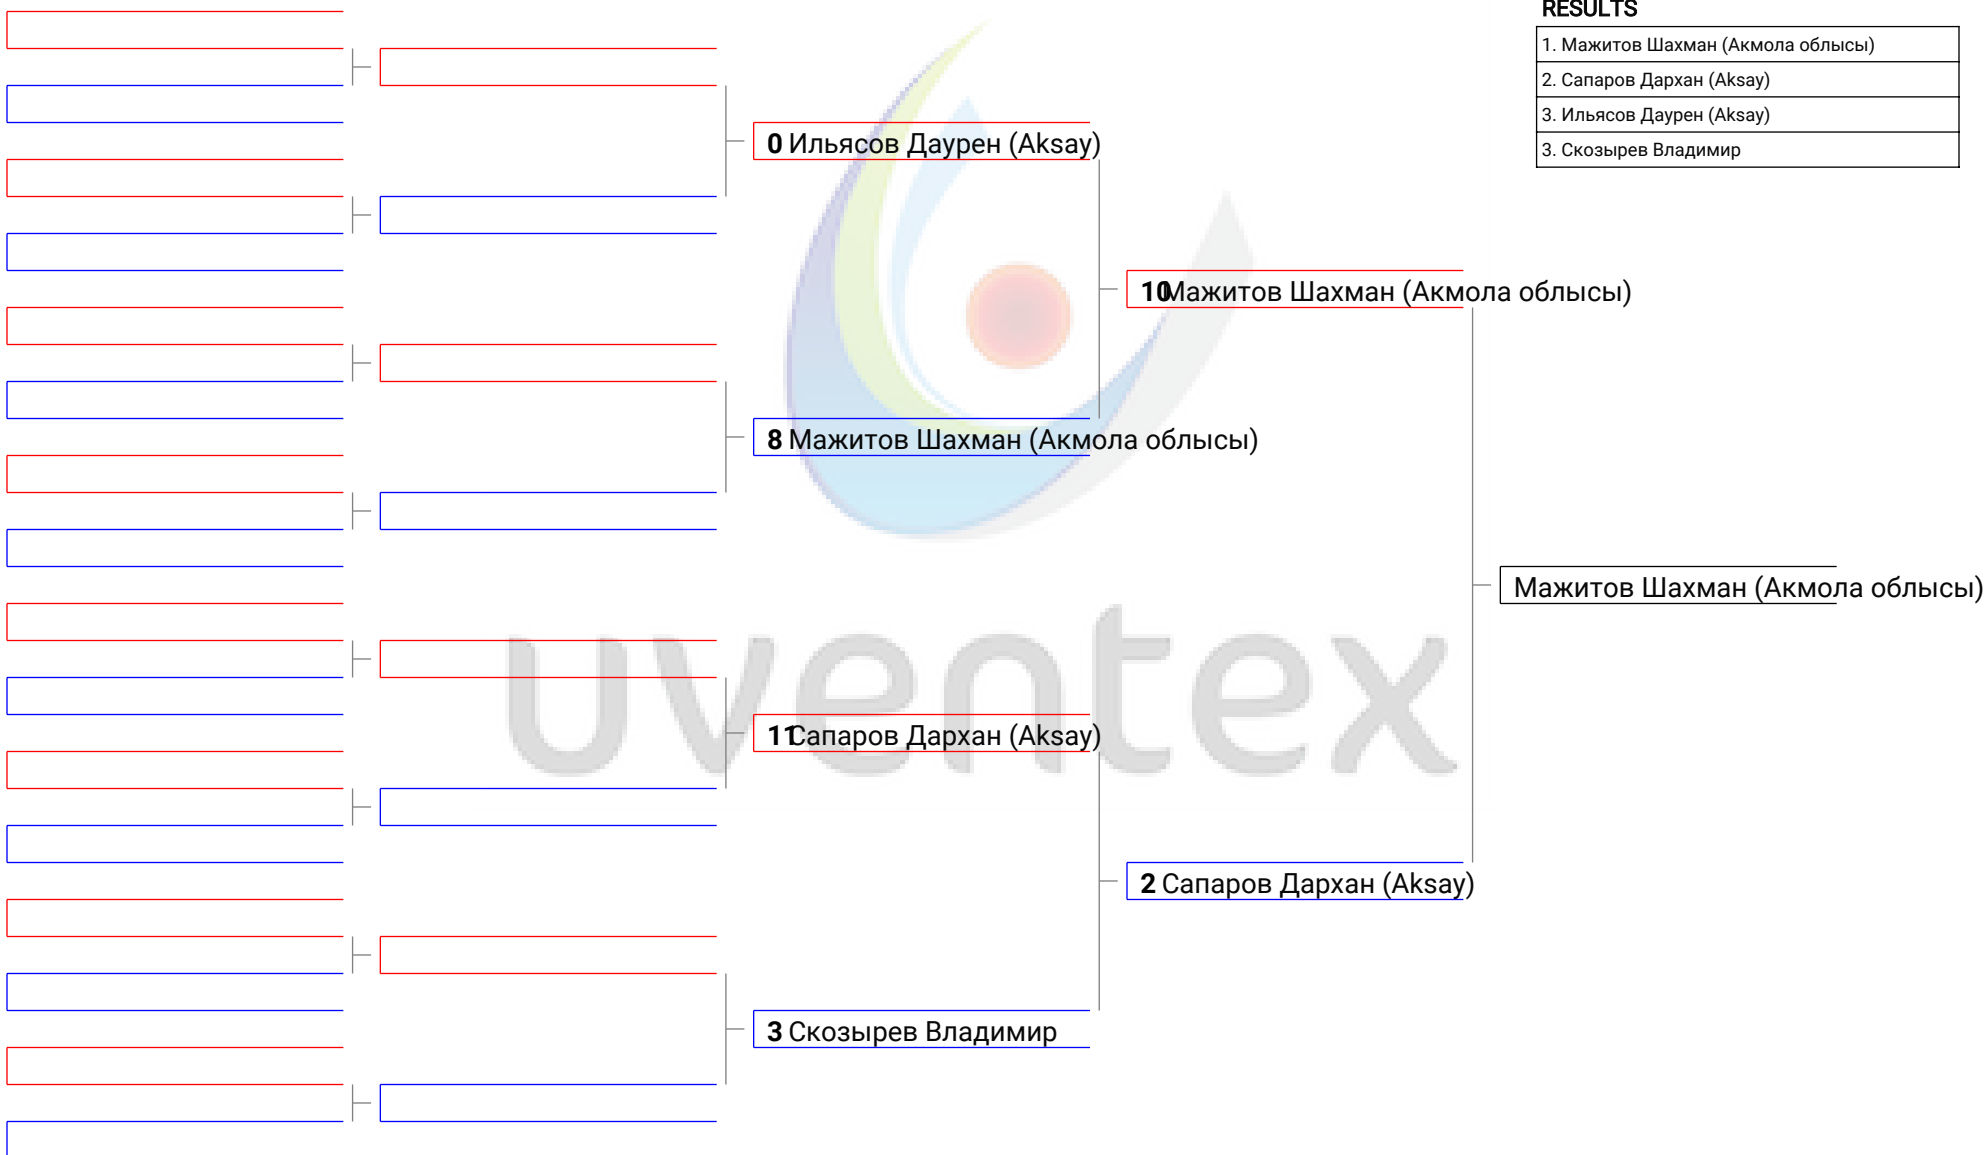 RESULTS
1. Мажитов Шахман (Акмола облысы)
2. Сапаров Дархан (Aksay)
3. Ильясов Даурен (Aksay)
3. Скозырев Владимир
0 Ильясов Даурен (Aksay)
10 Мажитов Шахман (Акмола облысы)
8 Мажитов Шахман (Акмола облысы)
Мажитов Шахман (Акмола облысы)
uventex
11 Сапаров Дархан (Aksay)
2 Сапаров Дархан (Aksay)
3 Скозырев Владимир